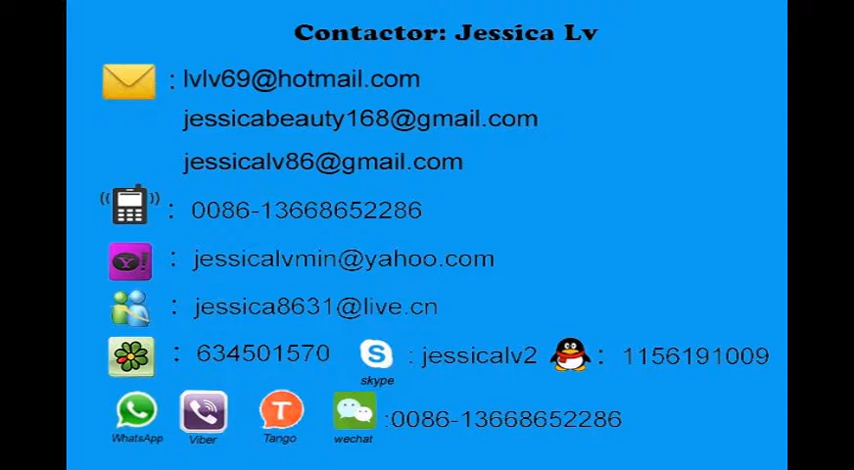 Contactor: Jessica Lv
: lvlv69@hotmail.com
jessicabeauty168@gmail.com
jessicalv86@gmail.com
: 0086-13668652286
Y! : jessicalvmin@yahoo.com
: jessica8631@live.cn
: 634501570 S skype : jessicalv2 : 1156191009
WhatsApp Viber T Tango wechat :0086-13668652286